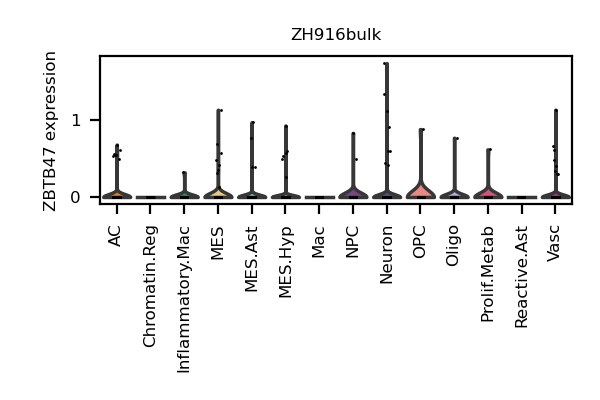 ZH916bulk
ZBTB47 expression
1
0
AC
Chromatin.Reg
Inflammatory.Mac
MES
MES.Ast
MES.Hyp
Mac
NPC
Neuron
OPC
Oligo
Prolif.Metab
Reactive.Ast
Vasc